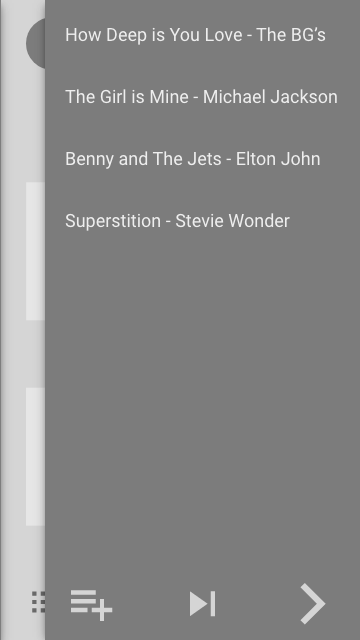 How Deep is You Love - The BG's
The Girl is Mine - Michael Jackson
Benny and The Jets - Elton John
Superstition - Stevie Wonder